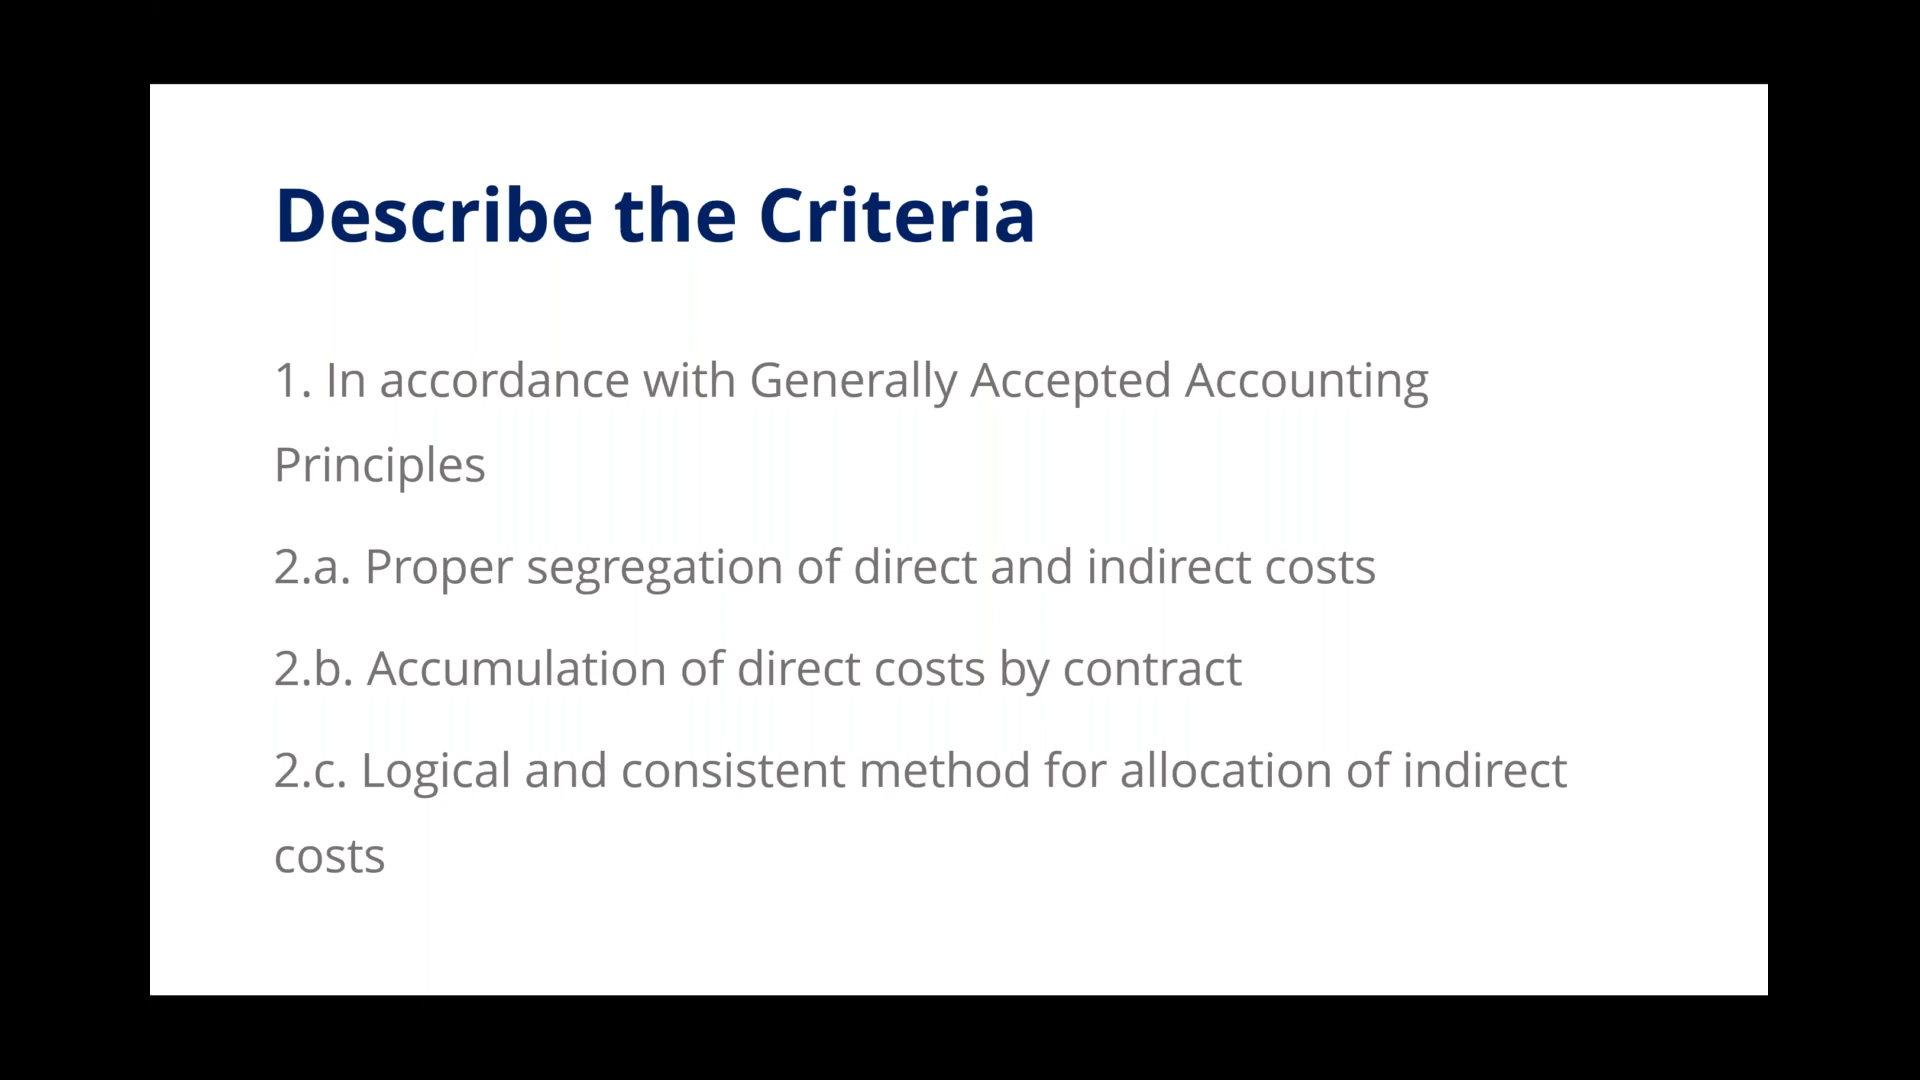 Describe the Criteria
1. In accordance with Generally Accepted Accounting
Principles
2.a. Proper segregation of direct and indirect costs
2.b. Accumulation of direct costs by contract
2.c. Logical and consistent method for allocation of indirect
costs